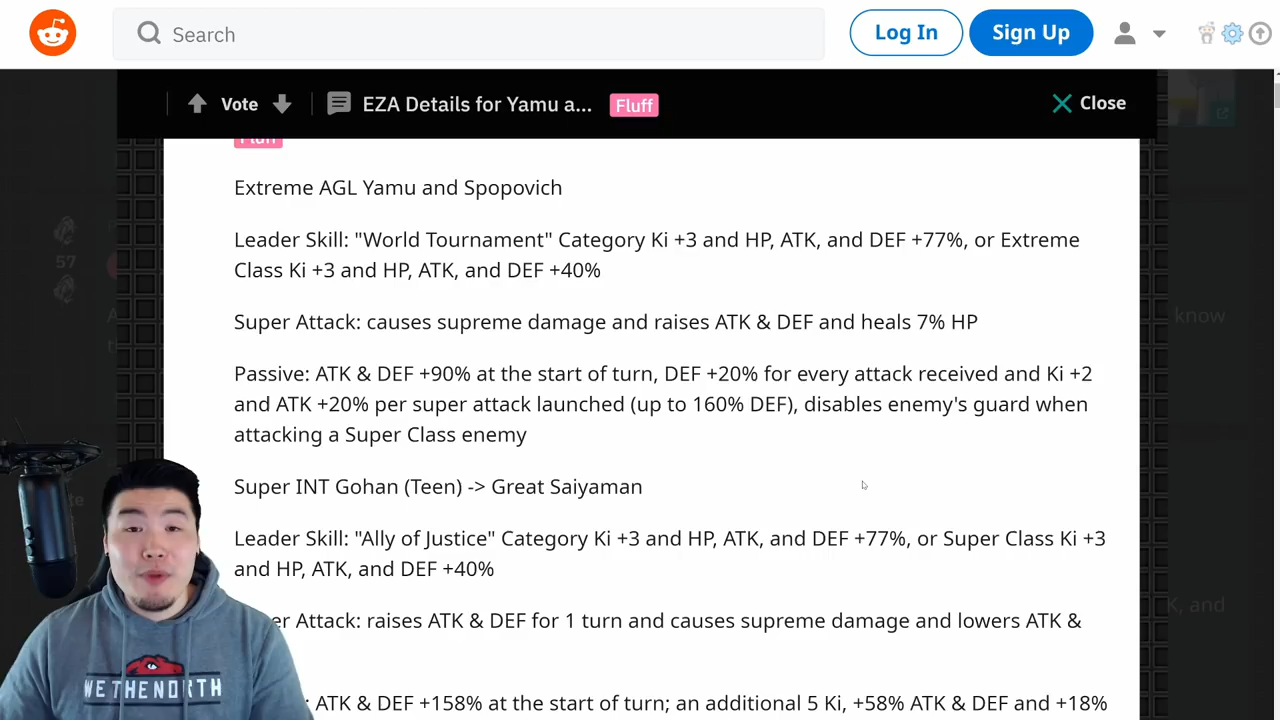 Search
Log In
Sign Up
Vote
EZA Details for Yamu a...
Fluff
Close
Fluff
Extreme AGL Yamu and Spopovich
Leader Skill: "World Tournament" Category Ki +3 and HP, ATK, and DEF +77%, or Extreme
Class Ki +3 and HP, ATK, and DEF +40%
57
know
Super Attack: causes supreme damage and raises ATK & DEF and heals 7% HP
Passive: ATK & DEF +90% at the start of turn, DEF +20% for every attack received and Ki +2
and ATK +20% per super attack launched (up to 160% DEF), disables enemy's guard when
attacking a Super Class enemy
Super INT Gohan (Teen) -> Great Saiyaman
Leader Skill: "Ally of Justice" Category Ki +3 and HP, ATK, and DEF +77%, or Super Class Ki +3
and HP, ATK, and DEF +40%
K, and
er Attack: raises ATK & DEF for 1 turn and causes supreme damage and lowers ATK &
: ATK & DEF +158% at the start of turn; an additional 5 Ki, +58% ATK & DEF and +18%
WE THE NORTH